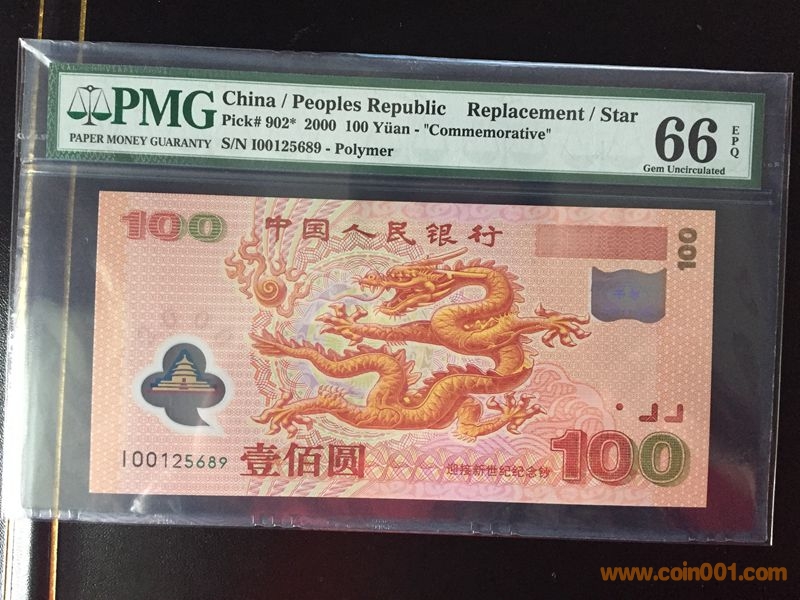 PMG
PAPER MONEY GUARANTY
China / Peoples Republic Replacement / Star
Pick# 902* 2000 100 Yüan - "Commemorative"
S/N I00125689 - Polymer
66 EPQ
Gem Uncirculated
100 中国人民银行
100
I00125689 壹佰圆 迎接新世纪纪念钞 100
www.coin001.com